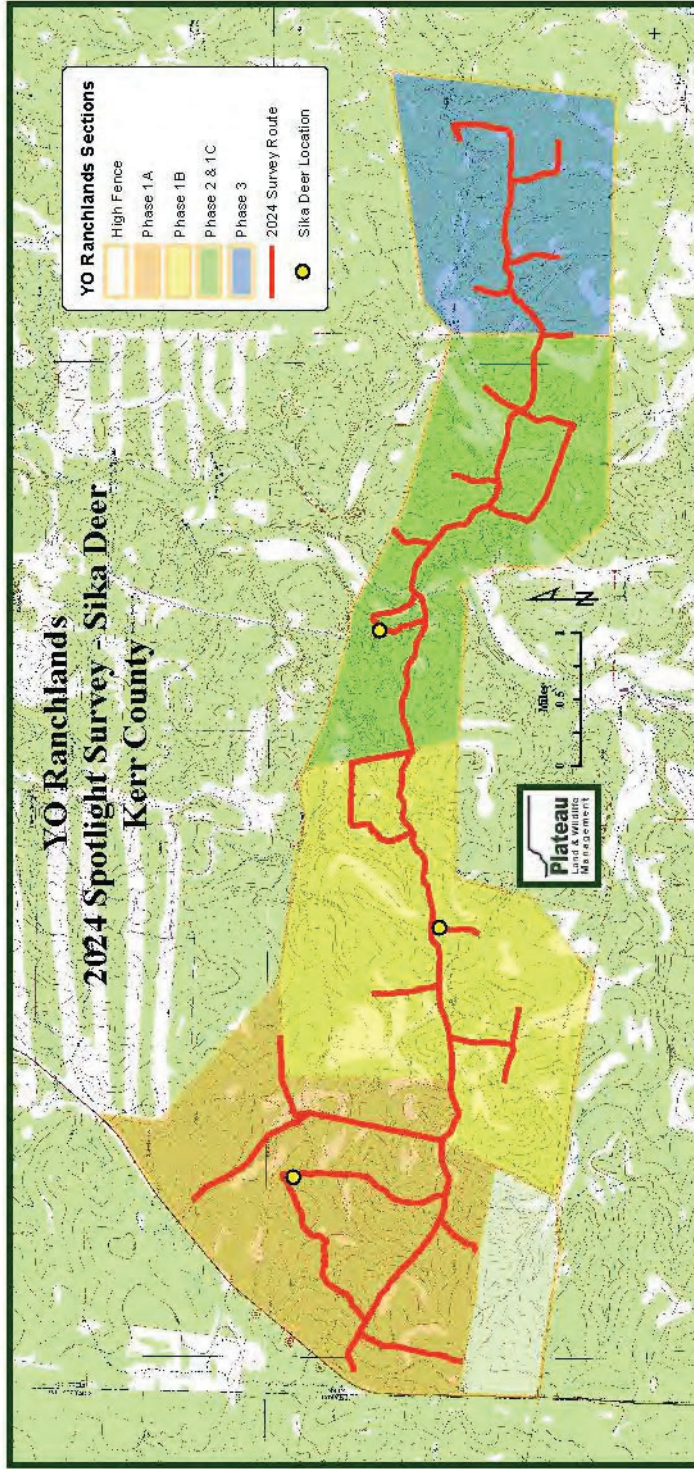 YO Ranchlands
2024 Spotlight Survey - Sika Deer
Kerr County
YO Ranchlands Sections
High Fence
Phase 1A
Phase 1B
Phase 2 & 1C
Phase 3
2024 Survey Route
Sika Deer Location
Plateau
Land & Wildlife
Management
Miles
0 0.5 1
N